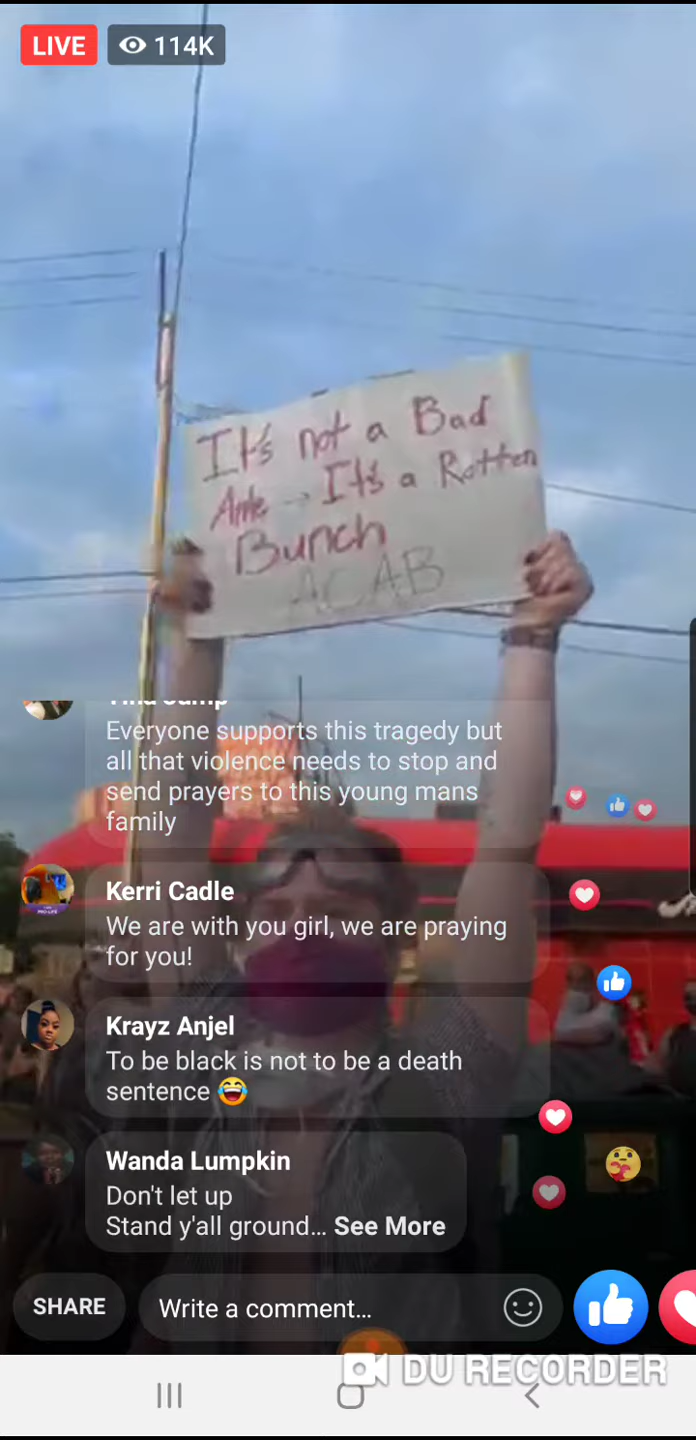 LIVE 114K
It's not a Bad
It's a Rotten
Bunch
ACAB
Everyone supports this tragedy but
all that violence needs to stop and
send prayers to this young mans
family
Kerri Cadle
We are with you girl, we are praying
for you!
Krayz Anjel
To be black is not to be a death
sentence 😂
Wanda Lumpkin
Don't let up
Stand y'all ground... See More
SHARE
Write a comment...
DU RECORDER